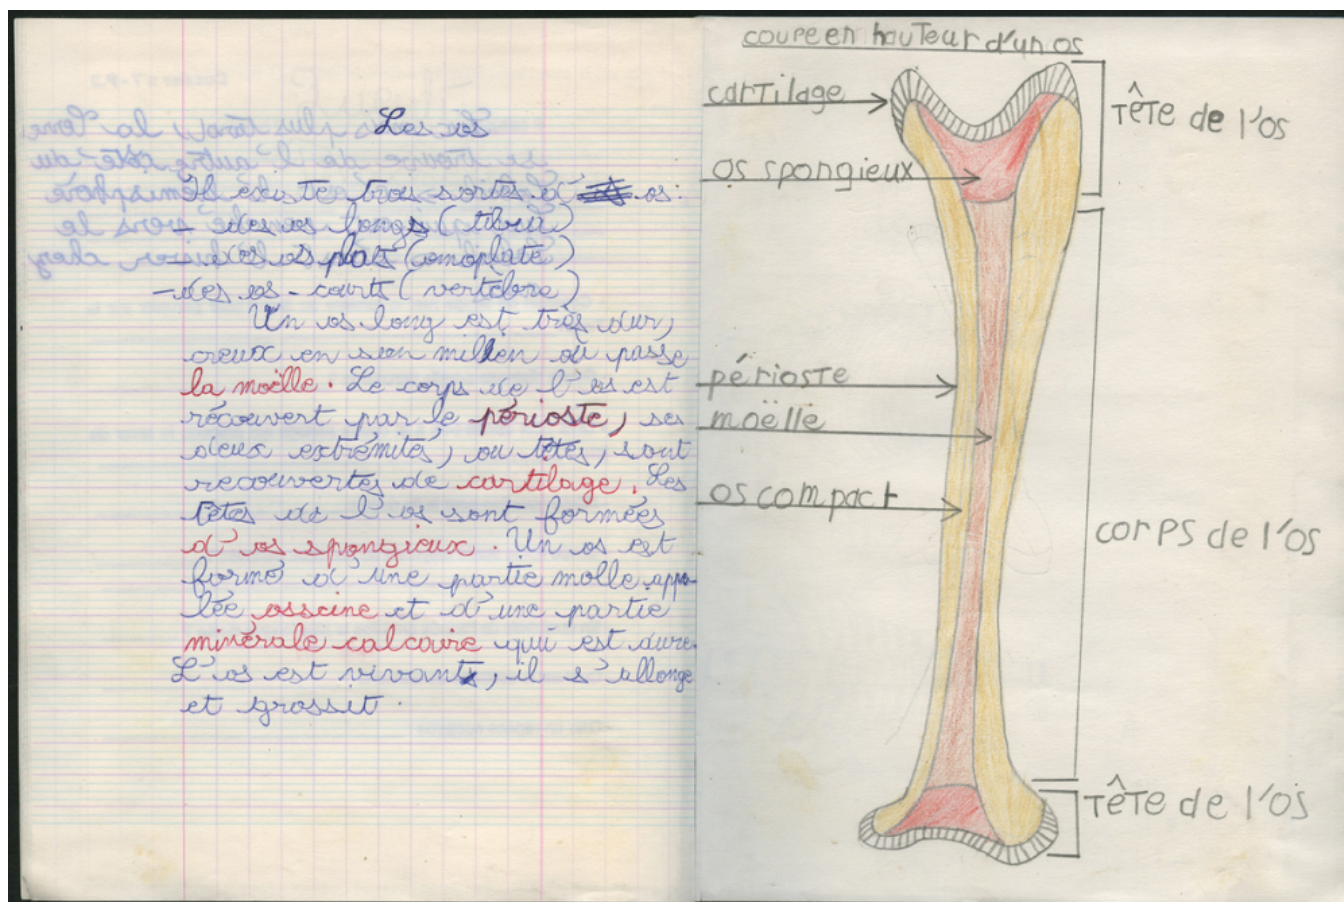 Les os
Il existe trois sortes d' os :
- des os longs (tibia)
- des os plats (omoplate)
- des os - courts (vertèbre)
Un os long est très dur,
creux en son milieu où passe
la moëlle. Le corps de l'os est
récouvert par le périoste, ses
deux extrémités, ou têtes, sont
recouvertes de cartilage. Les
têtes de l'os sont formées
d'os spongieux. Un os est
formé d'une partie molle appe-
lée osseine et d'une partie
minérale calcaire qui est dure.
L'os est vivant, il s'allonge
et grossit.
coupe en hauteur d'un os
cartilage
os spongieux
périoste
moëlle
os compact
tête de l'os
corps de l'os
tête de l'os